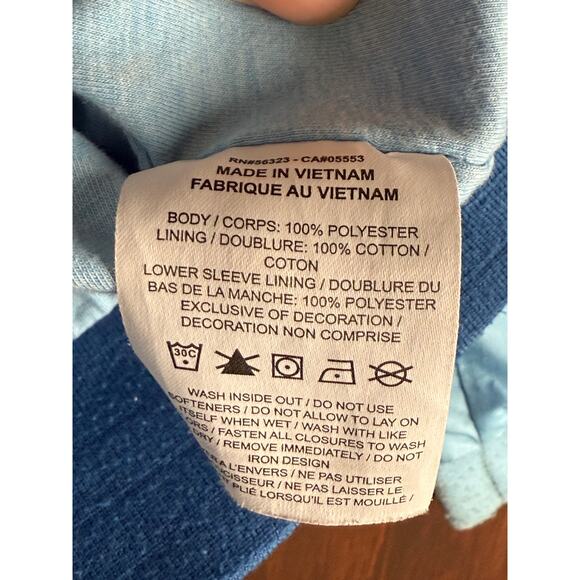 RN#56323 - CA#05553
MADE IN VIETNAM
FABRIQUE AU VIETNAM
BODY / CORPS: 100% POLYESTER
LINING / DOUBLURE: 100% COTTON /
COTON
LOWER SLEEVE LINING / DOUBLURE DU
BAS DE LA MANCHE: 100% POLYESTER
EXCLUSIVE OF DECORATION /
DECORATION NON COMPRISE
30C
WASH INSIDE OUT / DO NOT USE
SOFTENERS / DO NOT ALLOW TO LAY ON
ITSELF WHEN WET / WASH WITH LIKE
/ FASTEN ALL CLOSURES TO WASH
/ REMOVE IMMEDIATELY / DO NOT
IRON DESIGN
À L'ENVERS / NE PAS UTILISER
/ NE PAS LAISSER LE
PLIÉ LORSQU'IL EST MOUILLÉ /